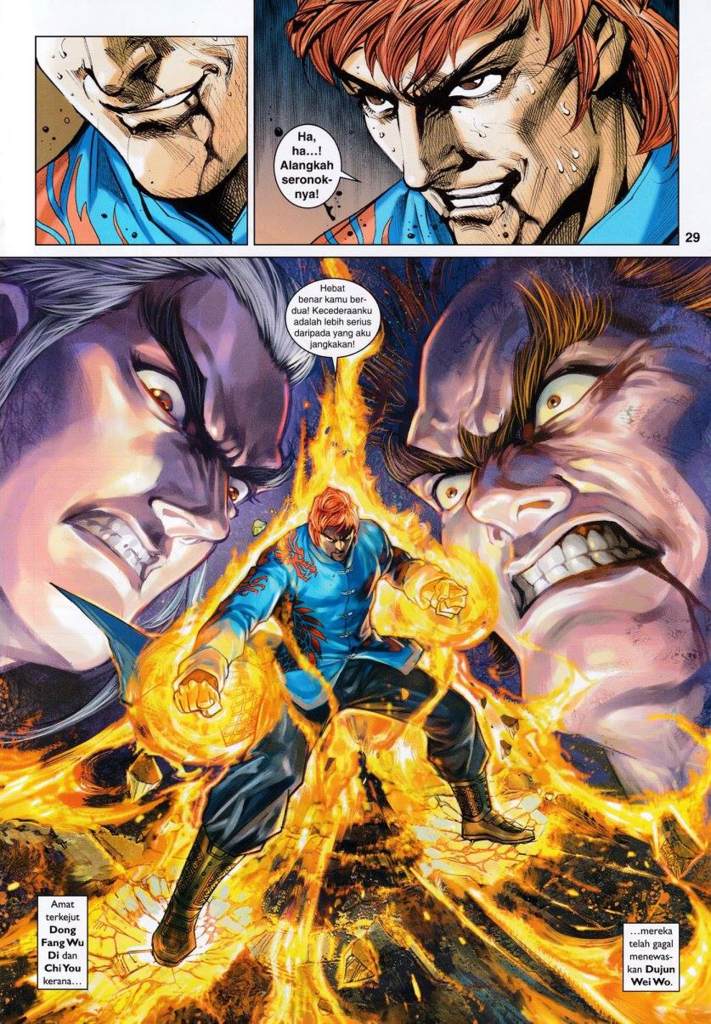 Ha,
ha...!
Alangkah
seronok-
nya!
29
Hebat
benar kamu ber-
dua! Kecederaanku
adalah lebih serius
daripada yang aku
jangkakan!
Amat
terkejut
Dong
Fang Wu
Di dan
Chi You
kerana...
...mereka
telah gagal
menewas-
kan Dujun
Wei Wo.